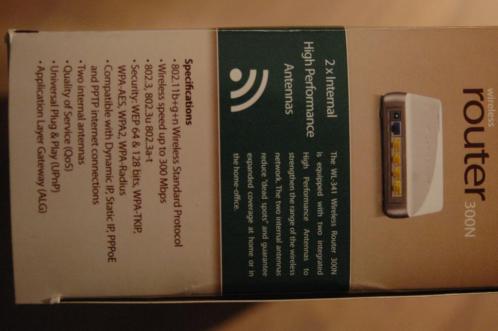 wireless
router 300N
2 x Internal
High Performance
Antennas
The WL-341 Wireless Router 300N
is equipped with two integrated
High Performance Antennas to
strengthen the range of the wireless
network. The two internal antennas
reduce "dead spots" and guarantee
expanded coverage at home or in
the home-office.
Specifications
• 802.11b+g+n Wireless Standard Protocol
• Wireless speed up to 300 Mbps
• 802.3, 802.3u 802.3a-t
• Security: WEP 64 & 128 bits, WPA-TKIP,
WPA-AES, WPA2, WPA-Radius
• Compatible with Dynamic IP, Static IP, PPPoE
and PPTP internet connections
• Two internal antennas
• Quality of Service (QoS)
• Universal Plug & Play (UPnP)
• Application Layer Gateway (ALG)